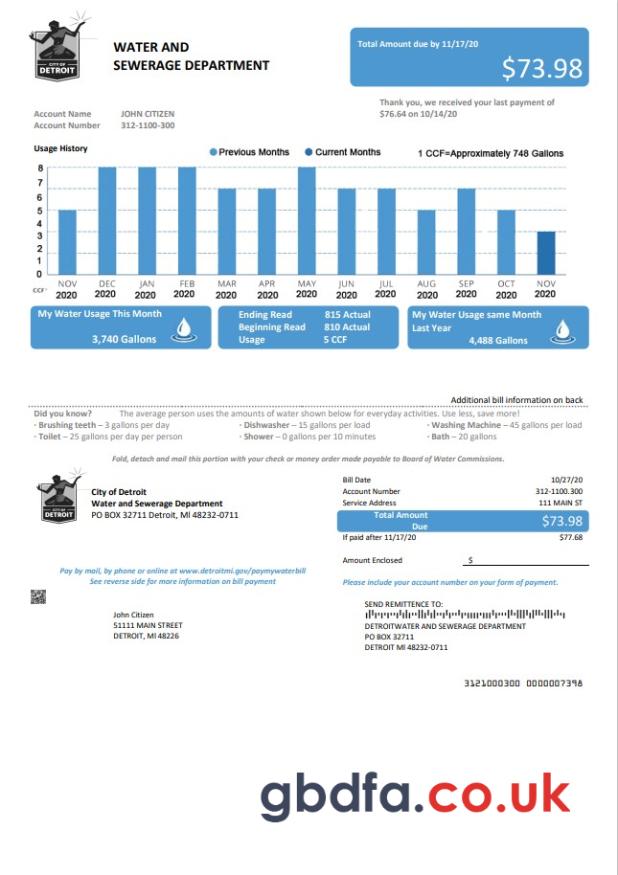 CITY OF
DETROIT
WATER AND
SEWERAGE DEPARTMENT
Total Amount due by 11/17/20
$73.98
Thank you, we received your last payment of
$76.64 on 10/14/20
Account Name JOHN CITIZEN
Account Number 312-1100-300
Usage History
Previous Months Current Months 1 CCF=Approximately 748 Gallons
8
7
6
5
4
3
2
1
0
CCF
NOV DEC JAN FEB MAR APR MAY JUN JUL AUG SEP OCT NOV
2020 2020 2020 2020 2020 2020 2020 2020 2020 2020 2020 2020 2020
My Water Usage This Month
3,740 Gallons
Ending Read 815 Actual
Beginning Read 810 Actual
Usage 5 CCF
My Water Usage same Month
Last Year
4,488 Gallons
Additional bill information on back
Did you know? The average person uses the amounts of water shown below for everyday activities. Use less, save more!
- Brushing teeth – 3 gallons per day - Dishwasher – 15 gallons per load - Washing Machine – 45 gallons per load
- Toilet – 25 gallons per day per person - Shower – 0 gallons per 10 minutes - Bath – 20 gallons
Fold, detach and mail this portion with your check or money order made payable to Board of Water Commissions.
CITY OF
DETROIT
City of Detroit
Water and Sewerage Department
PO BOX 32711 Detroit, MI 48232-0711
Bill Date 10/27/20
Account Number 312-1100.300
Service Address 111 MAIN ST
Total Amount
Due
$73.98
If paid after 11/17/20 $77.68
Amount Enclosed $
Pay by mail, by phone or online at www.detroitmi.gov/paymywaterbill
See reverse side for more information on bill payment
Please include your account number on your form of payment.
John Citizen
51111 MAIN STREET
DETROIT, MI 48226
SEND REMITTANCE TO:
DETROITWATER AND SEWERAGE DEPARTMENT
PO BOX 32711
DETROIT MI 48232-0711
3121000300 0000007398
gbdfa.co.uk